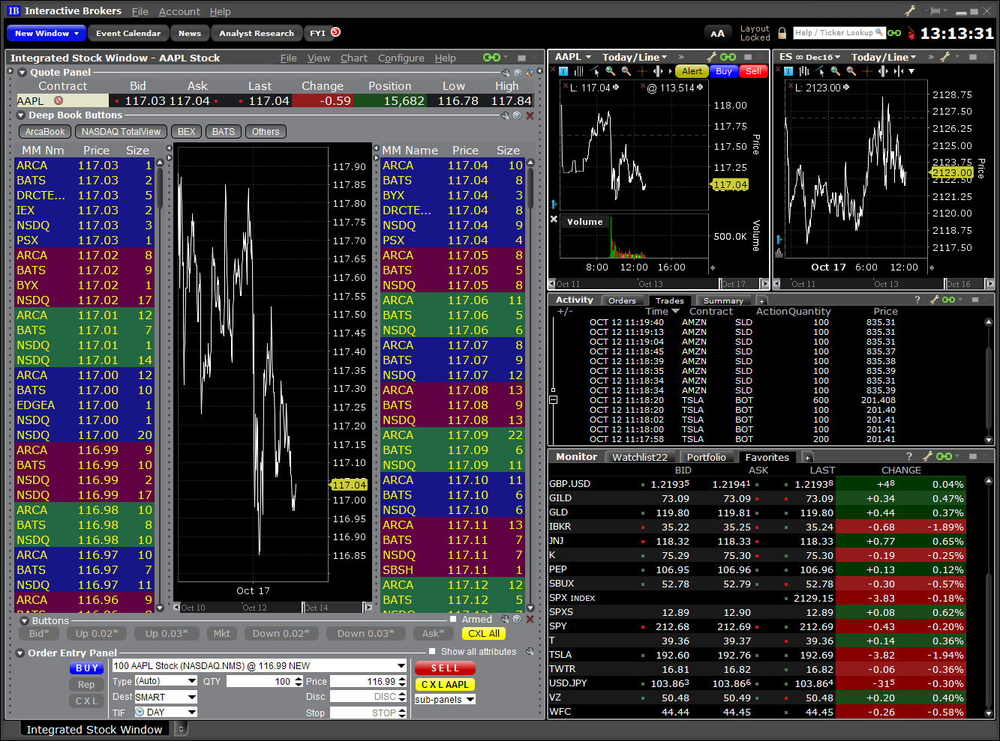 IB Interactive Brokers File Account Help
New Window Event Calendar News Analyst Research FYI 5 AA Layout Locked Help / Ticker Lookup 13:13:31
Integrated Stock Window - AAPL Stock File View Chart Configure Help
Quote Panel
Contract Bid Ask Last Change Position Low High
AAPL 117.03 117.04 117.04 -0.59 15,682 116.78 117.84
Deep Book Buttons
ArcaBook NASDAQ TotalView BEX BATS Others
MM Nm Price Size
ARCA 117.03 1
BATS 117.03 2
DRCTE... 117.03 5
IEX 117.03 2
NSDQ 117.03 3
PSX 117.03 1
ARCA 117.02 8
BATS 117.02 9
BYX 117.02 1
NSDQ 117.02 17
ARCA 117.01 12
BATS 117.01 7
NSDQ 117.01 1
NSDQ 117.01 14
ARCA 117.00 12
BATS 117.00 10
EDGEA 117.00 1
NSDQ 117.00 1
NSDQ 117.00 20
ARCA 116.99 9
BATS 116.99 10
NSDQ 116.99 2
NSDQ 116.99 17
ARCA 116.98 10
BATS 116.98 8
NSDQ 116.98 10
ARCA 116.97 10
BATS 116.97 7
NSDQ 116.97 11
ARCA 116.96 9
117.90
117.85
117.80
117.75
117.70
117.65
117.60
117.55
117.50
117.45
117.40
117.35
117.30
117.25
117.20
117.15
117.10
117.04
117.00
116.95
116.90
116.85
Oct 17
Oct 10 Oct 12 Oct 14
MM Name Price Size
ARCA 117.04 10
BATS 117.04 8
BYX 117.04 3
DRCTE... 117.04 8
NSDQ 117.04 9
PSX 117.04 4
ARCA 117.05 8
BATS 117.05 5
NSDQ 117.05 8
ARCA 117.06 11
BATS 117.06 5
NSDQ 117.06 6
ARCA 117.07 8
BATS 117.07 9
NSDQ 117.07 12
ARCA 117.08 13
BATS 117.08 9
NSDQ 117.08 13
ARCA 117.09 22
BATS 117.09 6
NSDQ 117.09 11
ARCA 117.10 11
BATS 117.10 6
NSDQ 117.10 6
ARCA 117.11 13
BATS 117.11 7
NSDQ 117.11 7
SBSH 117.11 1
ARCA 117.12 12
BATS 117.12 5
Buttons Armed
Bid* Up 0.02* Up 0.03* Mkt Down 0.02* Down 0.03* Ask* CXL All
Order Entry Panel Show all attributes
BUY 100 AAPL Stock (NASDAQ.NMS) @ 116.99 NEW SELL
Rep Type (Auto) QTY 100 Price 116.99 CXL AAPL
CXL Dest SMART Disc DISC sub-panels
TIF DAY Stop STOP
Integrated Stock Window
AAPL Today/Line »
T Alert Buy Sell
L: 117.04 @ 113.514
118.00
117.75
117.50
117.25
117.04
Price
Volume
500.0K
Volume
8:00 12:00 16:00
Oct 11 Oct 13 Oct 17
ES ∞ Dec16 Today/Line »
T
L: 2123.00
2128.75
2127.50
2126.25
2125.00
2123.75
2123.00
2122.50
2121.25
2120.00
2118.75
2117.50
Price
Oct 17 6:00 12:00
Oct 11 Oct 13 Oct 16
Activity Orders Trades Summary + ?
+/- Time Contract Action Quantity Price
OCT 12 11:19:40 AMZN SLD 100 835.31
OCT 12 11:19:13 AMZN SLD 100 835.31
OCT 12 11:19:04 AMZN SLD 100 835.31
OCT 12 11:18:45 AMZN SLD 100 835.37
OCT 12 11:18:39 AMZN SLD 100 835.38
OCT 12 11:18:35 AMZN SLD 100 835.39
OCT 12 11:18:34 AMZN SLD 100 835.31
OCT 12 11:18:34 AMZN SLD 100 835.39
OCT 12 11:18:20 TSLA BOT 600 201.408
OCT 12 11:18:20 TSLA BOT 100 201.40
OCT 12 11:18:02 TSLA BOT 100 201.41
OCT 12 11:18:00 TSLA BOT 100 201.41
OCT 12 11:17:58 TSLA BOT 200 201.41
Monitor Watchlist22 Portfolio Favorites + ?
BID ASK LAST CHANGE
GBP.USD 1.2193⁵ 1.2194¹ 1.2193⁸ +4⁸ 0.04%
GILD 73.09 73.09 73.09 +0.34 0.47%
GLD 119.80 119.81 119.80 +0.44 0.37%
IBKR 35.22 35.25 35.24 -0.68 -1.89%
JNJ 118.32 118.33 118.33 +0.77 0.65%
K 75.29 75.30 75.30 -0.19 -0.25%
PEP 106.95 106.96 106.96 +0.13 0.12%
SBUX 52.78 52.79 52.78 -0.30 -0.57%
SPX INDEX 2129.15 -3.83 -0.18%
SPXS 12.89 12.90 12.89 +0.08 0.62%
SPY 212.68 212.69 212.69 -0.43 -0.20%
T 39.36 39.37 39.36 +0.14 0.36%
TSLA 192.60 192.76 192.69 -3.82 -1.94%
TWTR 16.81 16.82 16.82 -0.06 -0.36%
USD.JPY 103.86³ 103.86⁶ 103.86⁴ -31⁵ -0.30%
VZ 50.48 50.49 50.48 +0.20 0.40%
WFC 44.44 44.45 44.45 -0.26 -0.58%